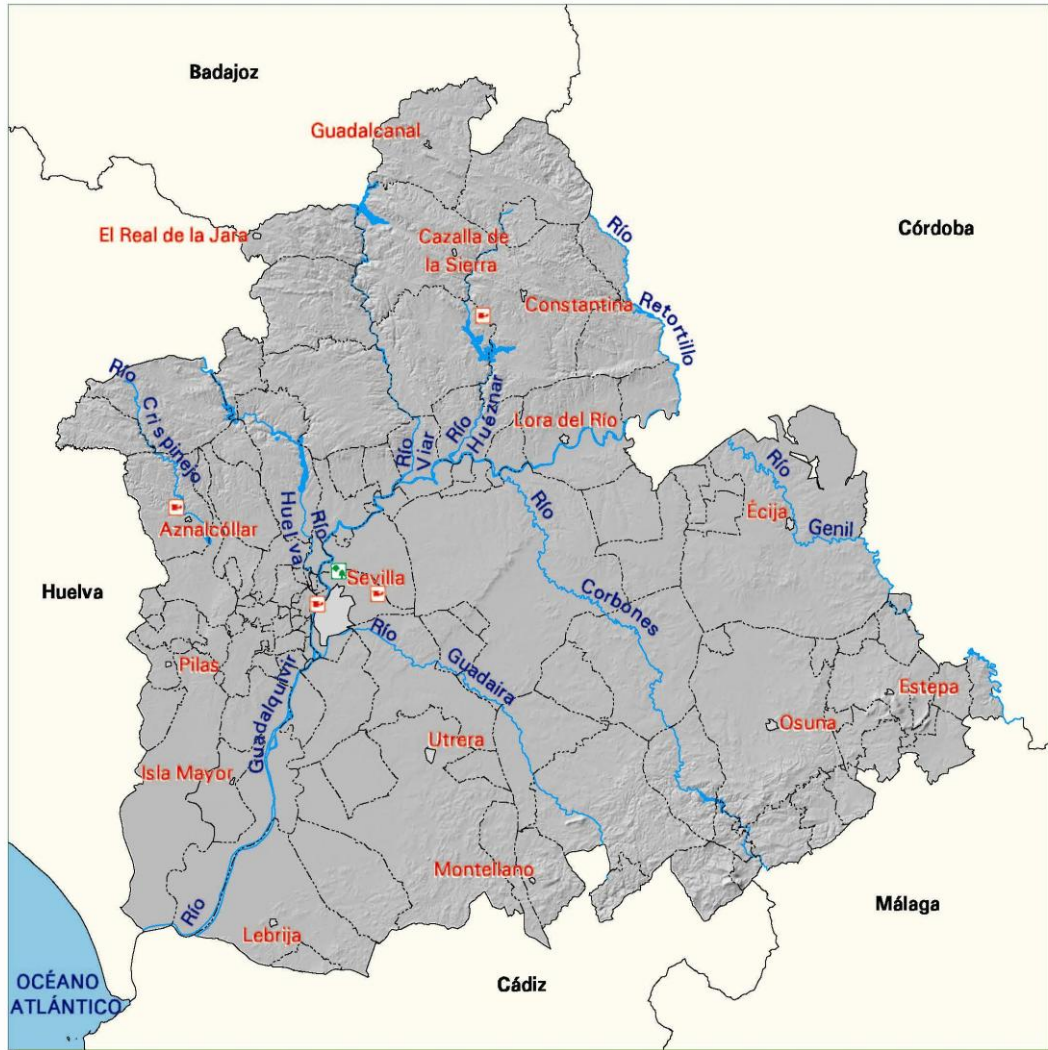 Badajoz
Guadalcanal
Río
Córdoba
El Real de la Jara
Cazalla de
la Sierra
Constantina
Retortillo
Río
Crispinejo
Río
Viar
Río
Huéznar
Lora del Río
Río
Huelva
Río
Río
Écija
Genil
Aznalcóllar
Sevilla
Huelva
Corbones
Río
Guadaira
Pilas
Guadalquivir
Estepa
Osuna
Utrera
Isla Mayor
Montellano
Río
Lebrija
Málaga
OCÉANO
ATLÁNTICO
Cádiz